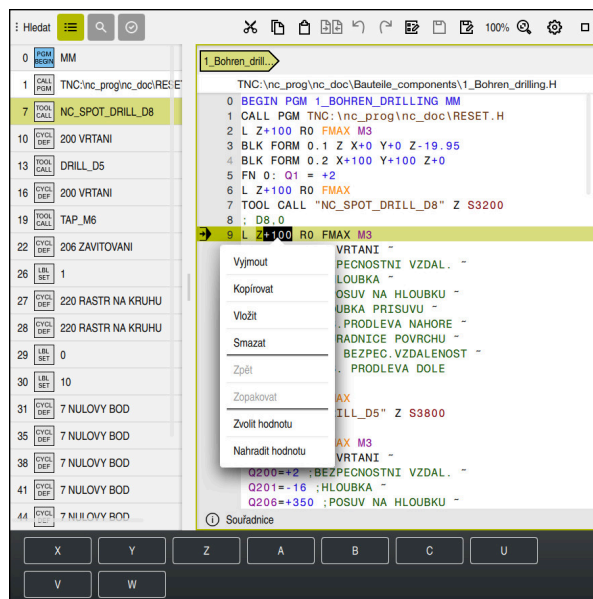 Hledat
100%
0 PGM BEGIN MM
1 CALL PGM TNC:\nc_prog\nc_doc\RESET
7 TOOL CALL NC_SPOT_DRILL_D8
10 CYCL DEF 200 VRTANI
13 TOOL CALL DRILL_D5
16 CYCL DEF 200 VRTANI
19 TOOL CALL TAP_M6
22 CYCL DEF 206 ZAVITOVANI
26 LBL SET 1
27 CYCL DEF 220 RASTR NA KRUHU
28 CYCL DEF 220 RASTR NA KRUHU
29 LBL SET 0
30 LBL SET 10
31 CYCL DEF 7 NULOVY BOD
35 CYCL DEF 7 NULOVY BOD
38 CYCL DEF 7 NULOVY BOD
41 CYCL DEF 7 NULOVY BOD
44 CYCL DEF 7 NULOVY BOD
1_Bohren_drill...
TNC:\nc_prog\nc_doc\Bauteile_components\1_Bohren_drilling.H
0 BEGIN PGM 1_BOHREN_DRILLING MM
1 CALL PGM TNC:\nc_prog\nc_doc\RESET.H
2 L Z+100 R0 FMAX M3
3 BLK FORM 0.1 Z X+0 Y+0 Z-19.95
4 BLK FORM 0.2 X+100 Y+100 Z+0
5 FN 0: Q1 = +2
6 L Z+100 R0 FMAX
7 TOOL CALL "NC_SPOT_DRILL_D8" Z S3200
8 ; D8,0
9 L Z+100 R0 FMAX M3
VRTANI ~
PECNOSTNI VZDAL. ~
LOUBKA ~
OSUV NA HLOUBKU ~
UBKA PRISUVU ~
.PRODLEVA NAHORE ~
RADNICE POVRCHU ~
BEZPEC.VZDALENOST ~
. PRODLEVA DOLE
AX
ILL_D5" Z S3800
AX M3
VRTANI ~
Q200=+2 ;BEZPECNOSTNI VZDAL. ~
Q201=-16 ;HLOUBKA ~
Q206=+350 ;POSUV NA HLOUBKU ~
Vyjmout
Kopírovat
Vložit
Smazat
Zpět
Zopakovat
Zvolit hodnotu
Nahradit hodnotu
Souřadnice
X Y Z A B C U
V W